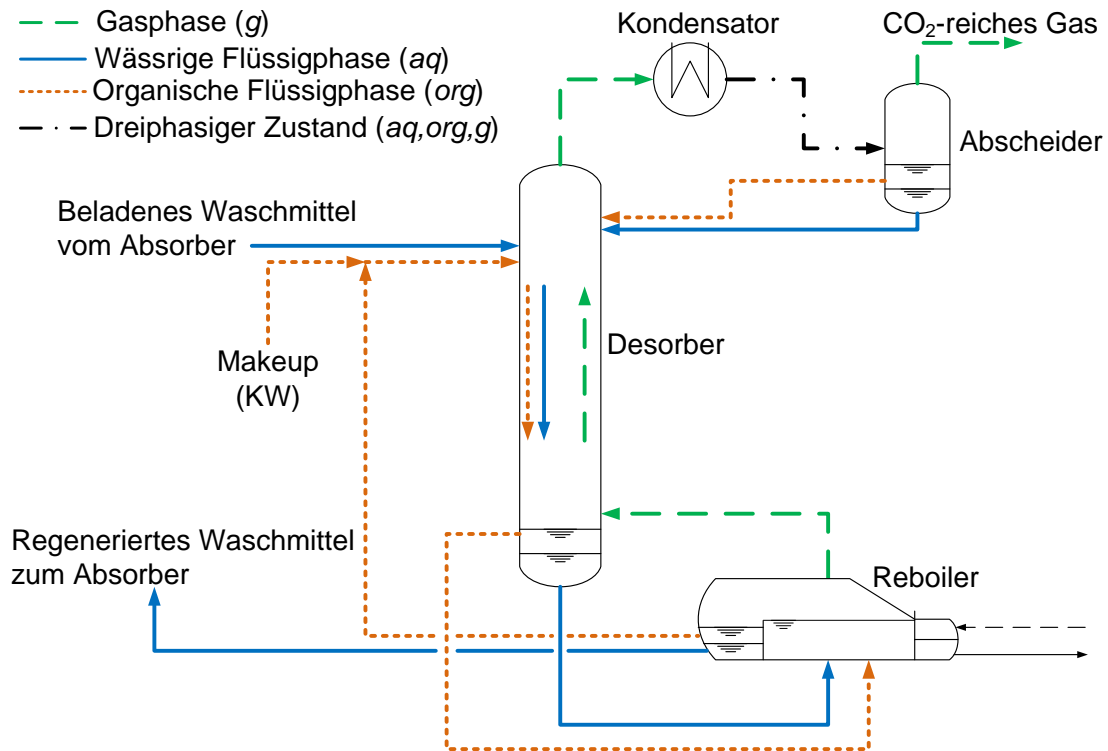 Gasphase (g)
Wässrige Flüssigphase (aq)
Organische Flüssigphase (org)
Dreiphasiger Zustand (aq,org,g)
Kondensator
CO₂-reiches Gas
Abscheider
Beladenes Waschmittel
vom Absorber
Makeup
(KW)
Desorber
Regeneriertes Waschmittel
zum Absorber
Reboiler